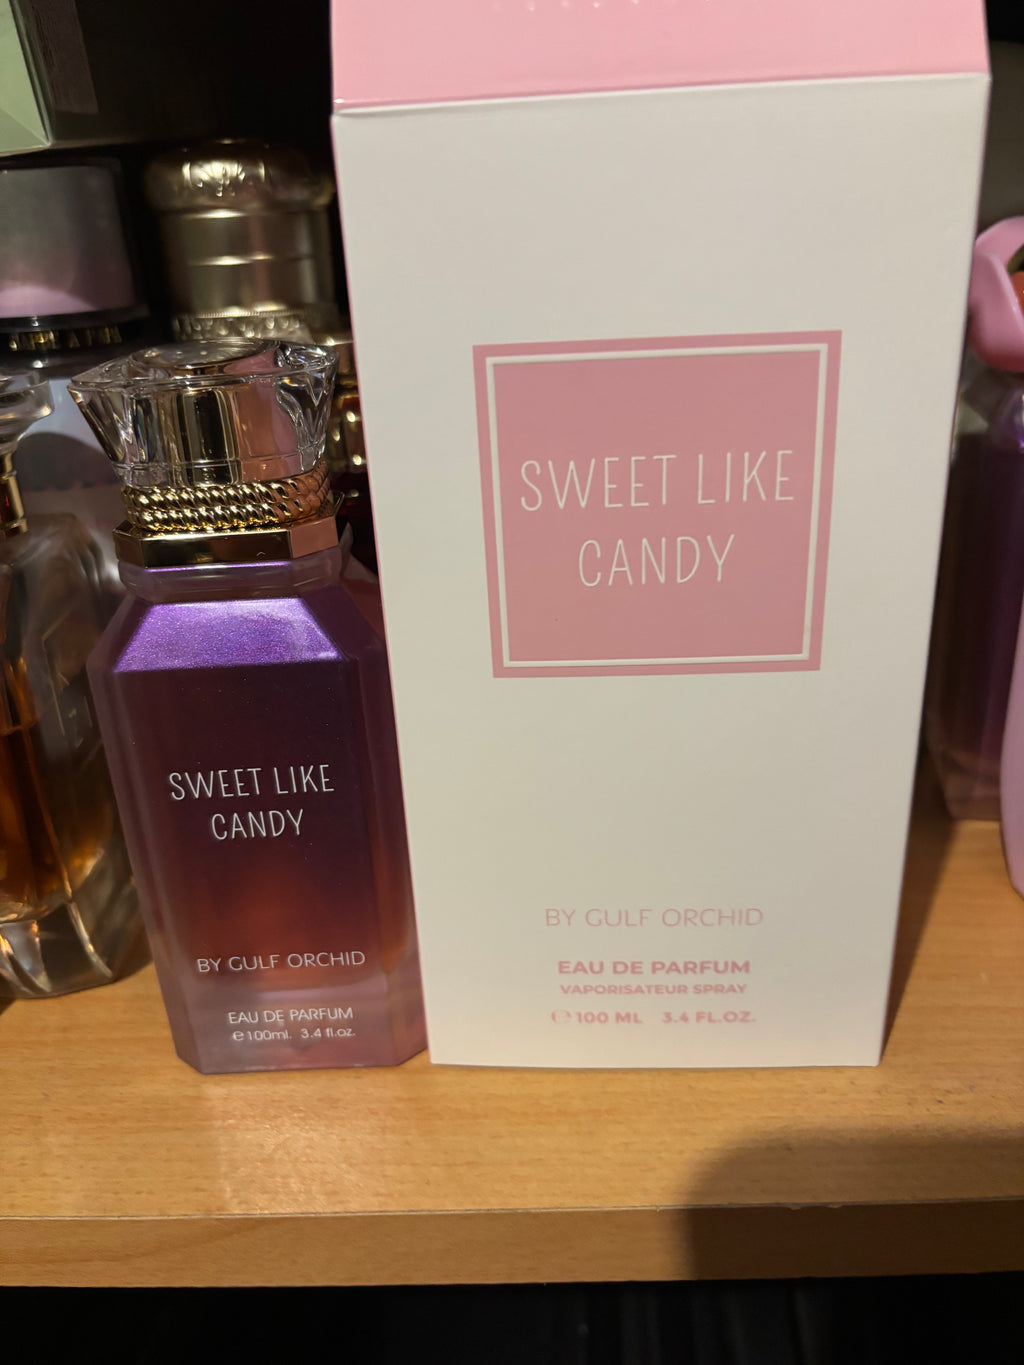 SWEET LIKE
CANDY
BY GULF ORCHID
EAU DE PARFUM
℮100ml. 3.4 fl.oz.
SWEET LIKE
CANDY
BY GULF ORCHID
EAU DE PARFUM
VAPORISATEUR SPRAY
℮100 ML 3.4 FL.OZ.